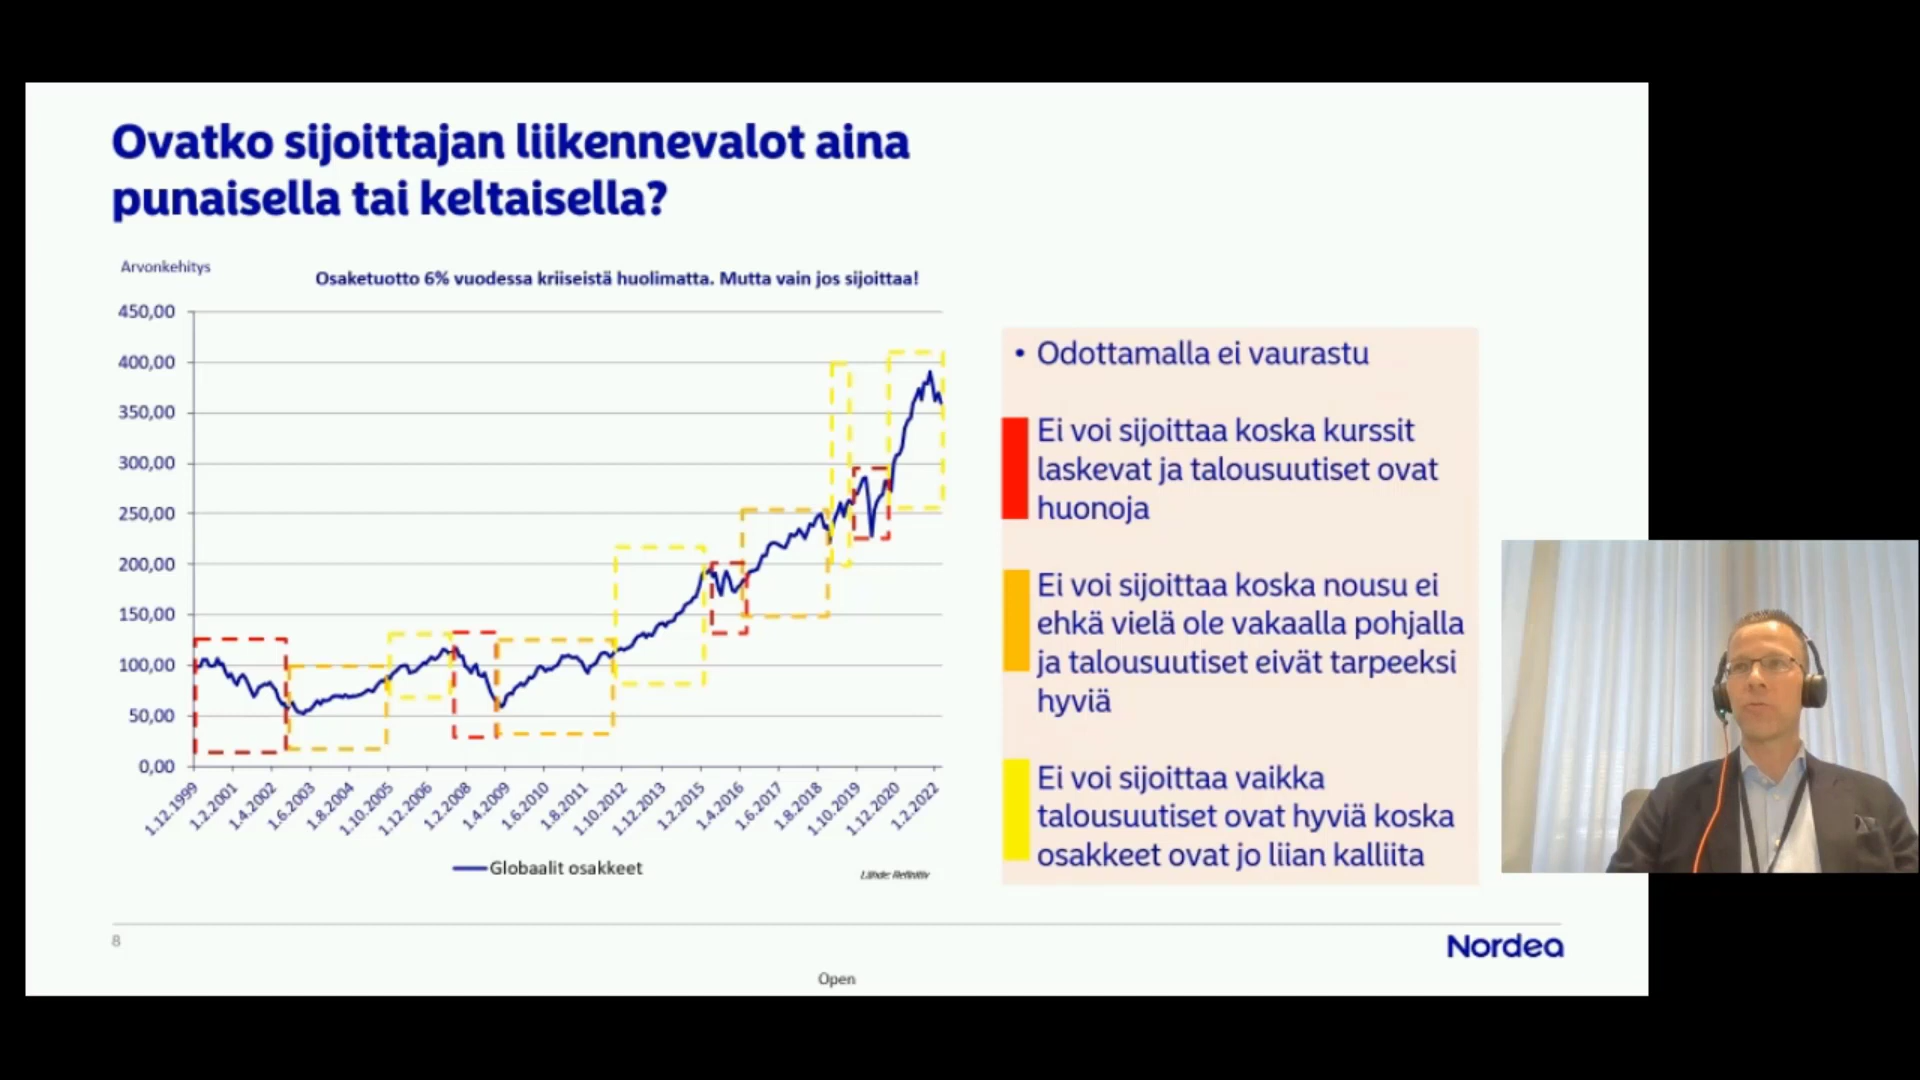 Ovatko sijoittajan liikennevalot aina
punaisella tai keltaisella?
Arvonkehitys
Osaketuotto 6% vuodessa kriiseistä huolimatta. Mutta vain jos sijoittaa!
450,00
400,00
350,00
300,00
250,00
200,00
150,00
100,00
50,00
0,00
1.12.1999
1.2.2001
1.4.2002
1.6.2003
1.8.2004
1.10.2005
1.12.2006
1.2.2008
1.4.2009
1.6.2010
1.8.2011
1.10.2012
1.12.2013
1.2.2015
1.4.2016
1.6.2017
1.8.2018
1.10.2019
1.12.2020
1.2.2022
Globaalit osakkeet
Lähde: Refinitiv
• Odottamalla ei vaurastu
Ei voi sijoittaa koska kurssit
laskevat ja talousuutiset ovat
huonoja
Ei voi sijoittaa koska nousu ei
ehkä vielä ole vakaalla pohjalla
ja talousuutiset eivät tarpeeksi
hyviä
Ei voi sijoittaa vaikka
talousuutiset ovat hyviä koska
osakkeet ovat jo liian kalliita
8
Nordea
Open